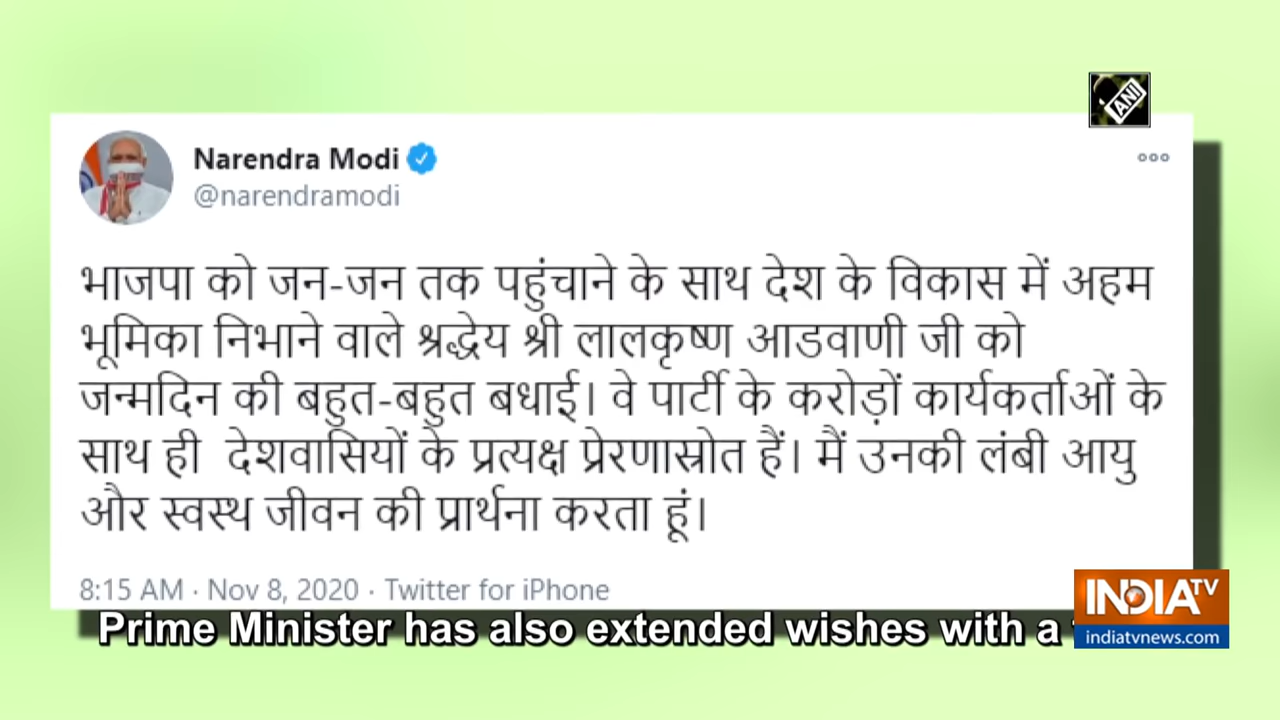 ANI
Narendra Modi
@narendramodi
भाजपा को जन-जन तक पहुंचाने के साथ देश के विकास में अहम
भूमिका निभाने वाले श्रद्धेय श्री लालकृष्ण आडवाणी जी को
जन्मदिन की बहुत-बहुत बधाई। वे पार्टी के करोड़ों कार्यकर्ताओं के
साथ ही देशवासियों के प्रत्यक्ष प्रेरणास्रोत हैं। मैं उनकी लंबी आयु
और स्वस्थ जीवन की प्रार्थना करता हूं।
8:15 AM · Nov 8, 2020 · Twitter for iPhone
Prime Minister has also extended wishes with a
INDIA TV
indiatvnews.com